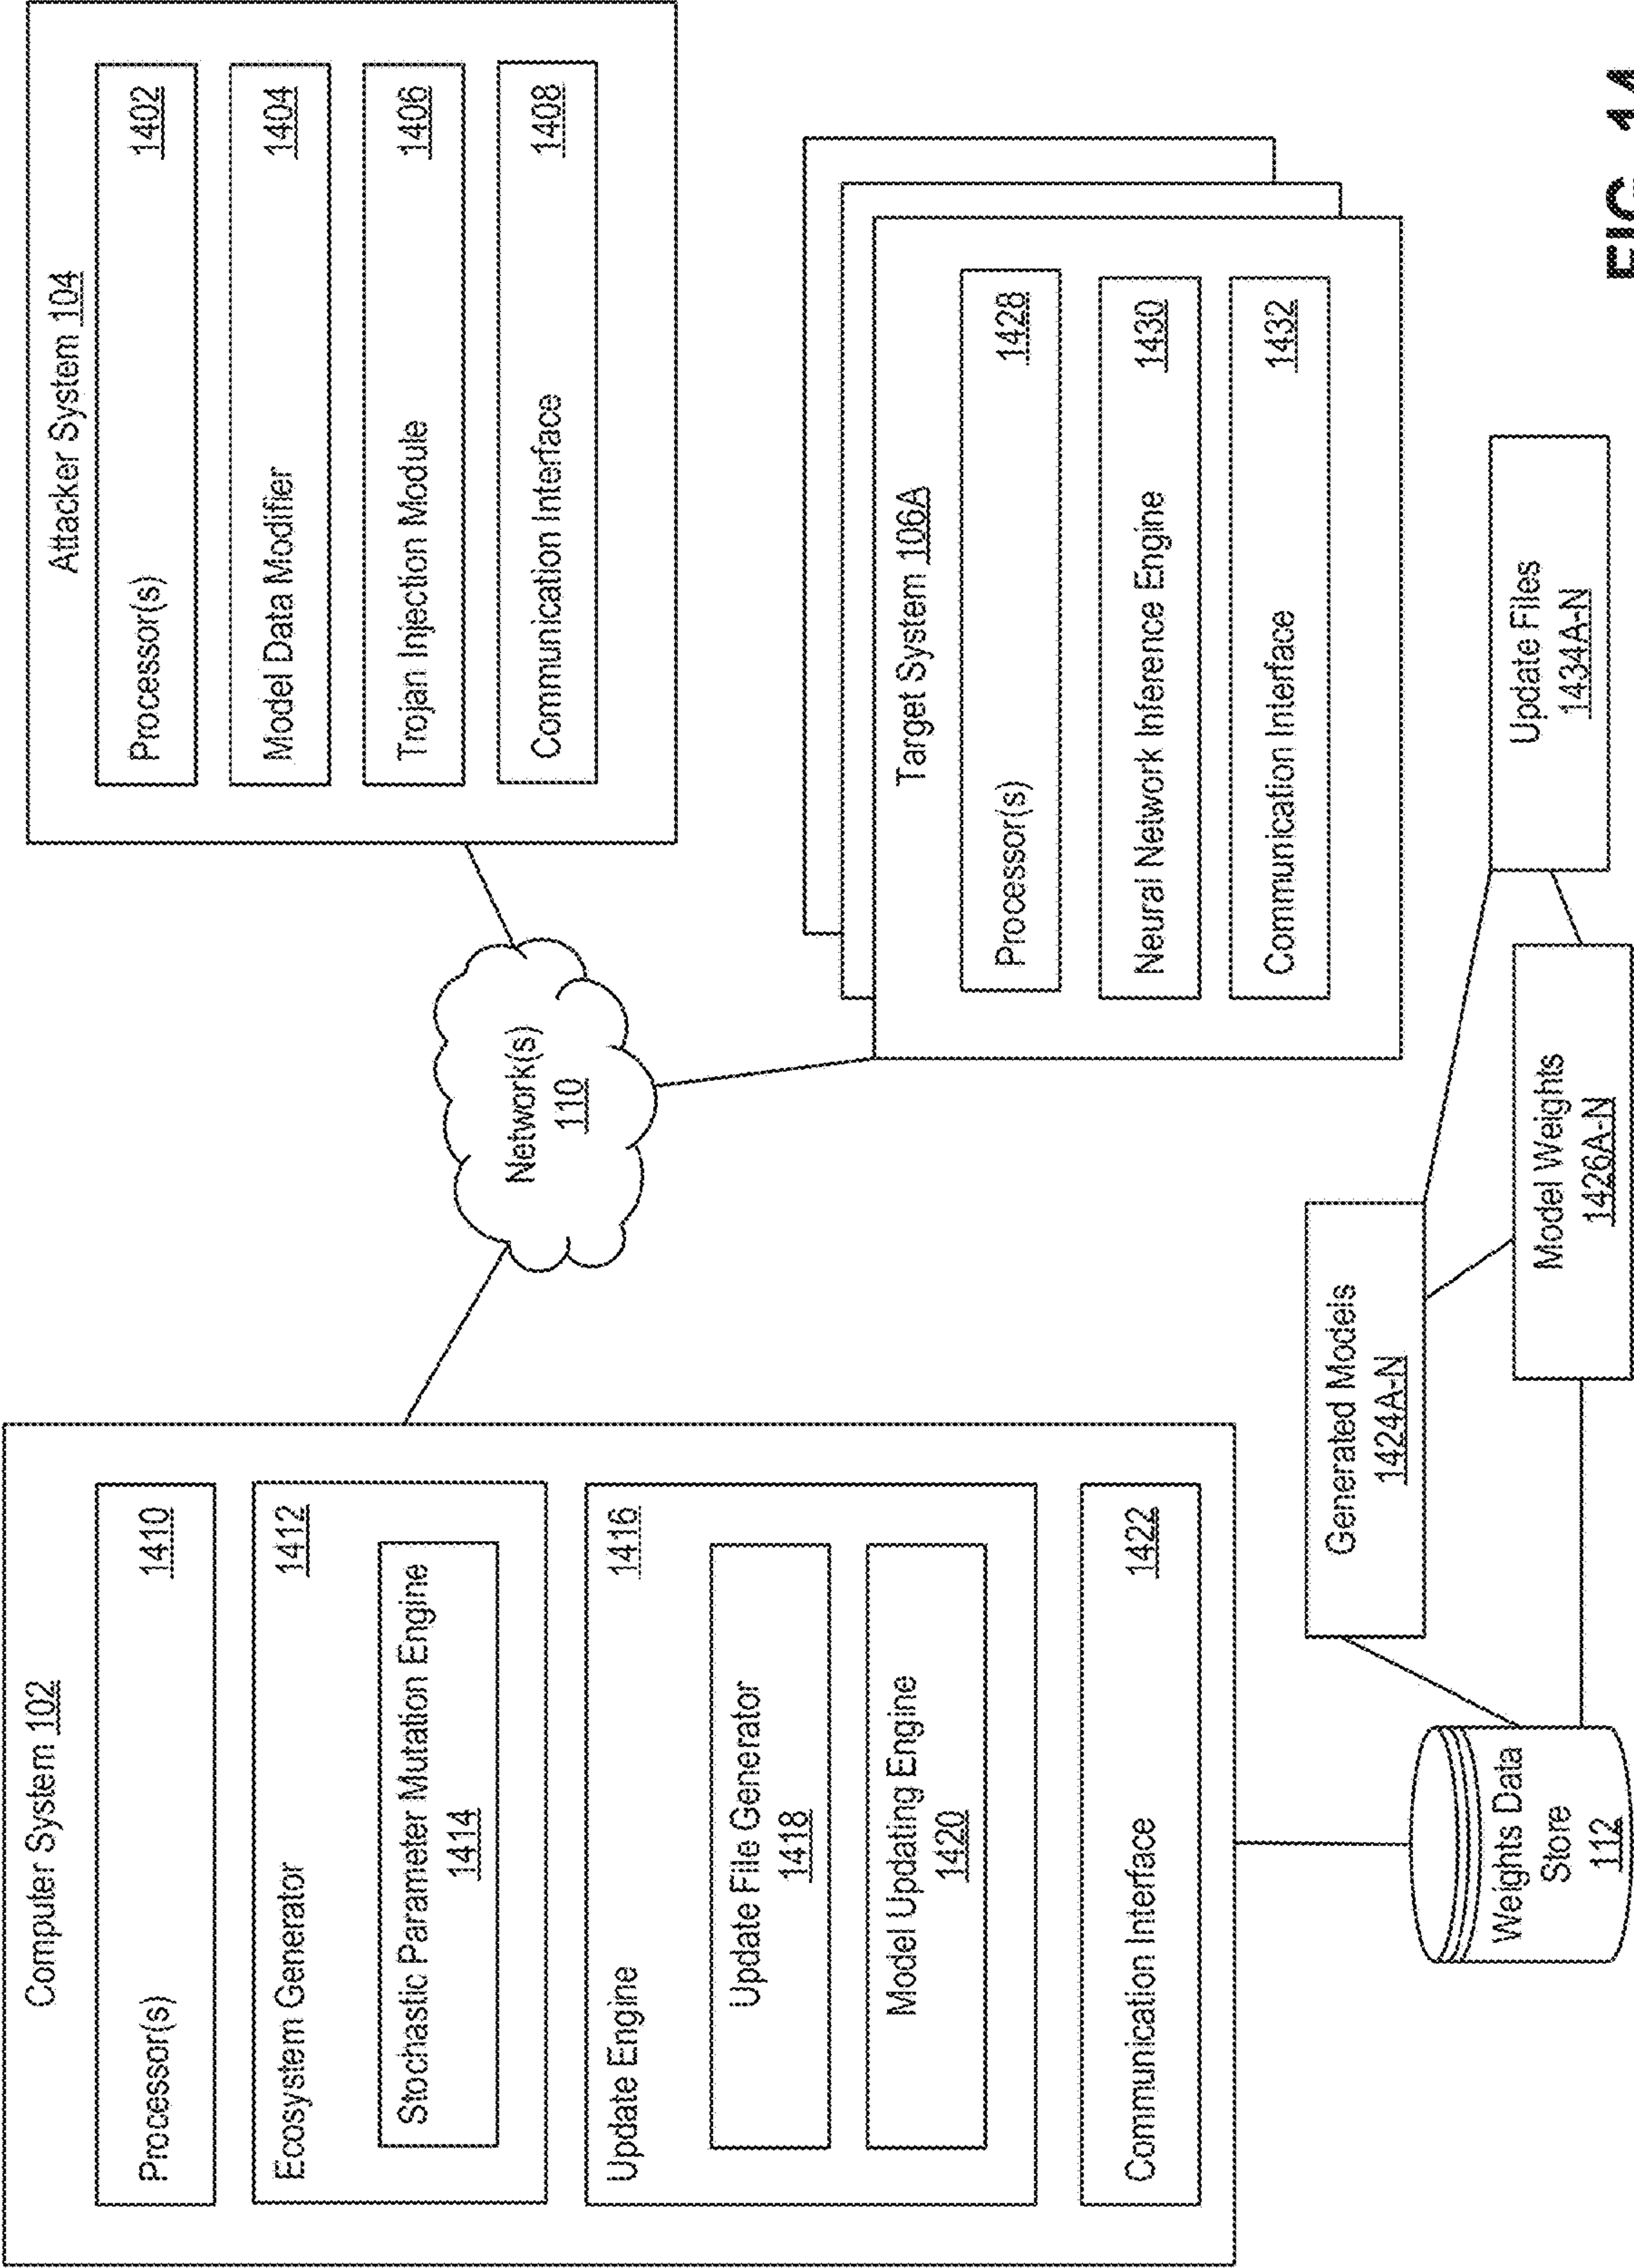 Computer System 102
Processor(s) 1410
Ecosystem Generator 1412
Stochastic Parameter Mutation Engine
1414
Update Engine 1416
Update File Generator
1418
Model Updating Engine
1420
Communication Interface 1422
Network(s)
110
Attacker System 104
Processor(s) 1402
Model Data Modifier 1404
Trojan Injection Module 1406
Communication Interface 1408
Target System 106A
Processor(s) 1428
Neural Network Inference Engine 1430
Communication Interface 1432
Weights Data
Store
112
Generated Models
1424A-N
Model Weights
1426A-N
Update Files
1434A-N
FIG. 14